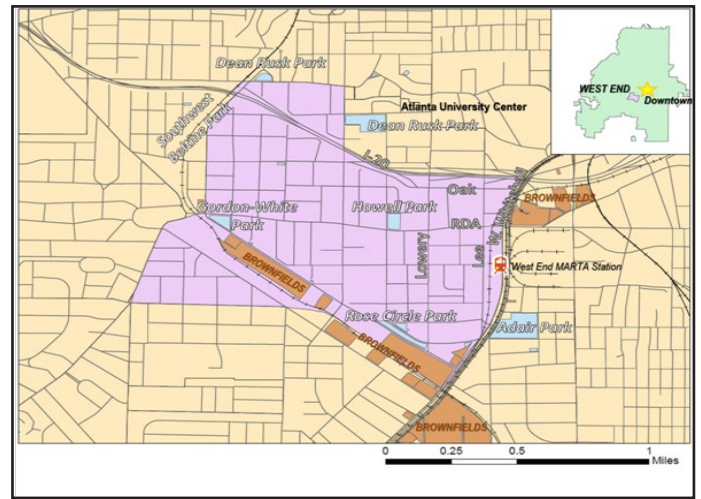 Dean Rusk Park
Southwest
Beltline Park
Atlanta University Center
Dean Rusk Park
WEST END
Downtown
I-20
Oak
W. Whitehall
BROWNFIELDS
Gordon-White
Park
Howell Park
RDA
Lowery
Lee
West End MARTA Station
BROWNFIELDS
Rose Circle Park
Adair Park
BROWNFIELDS
BROWNFIELDS
0 0.25 0.5 1
Miles